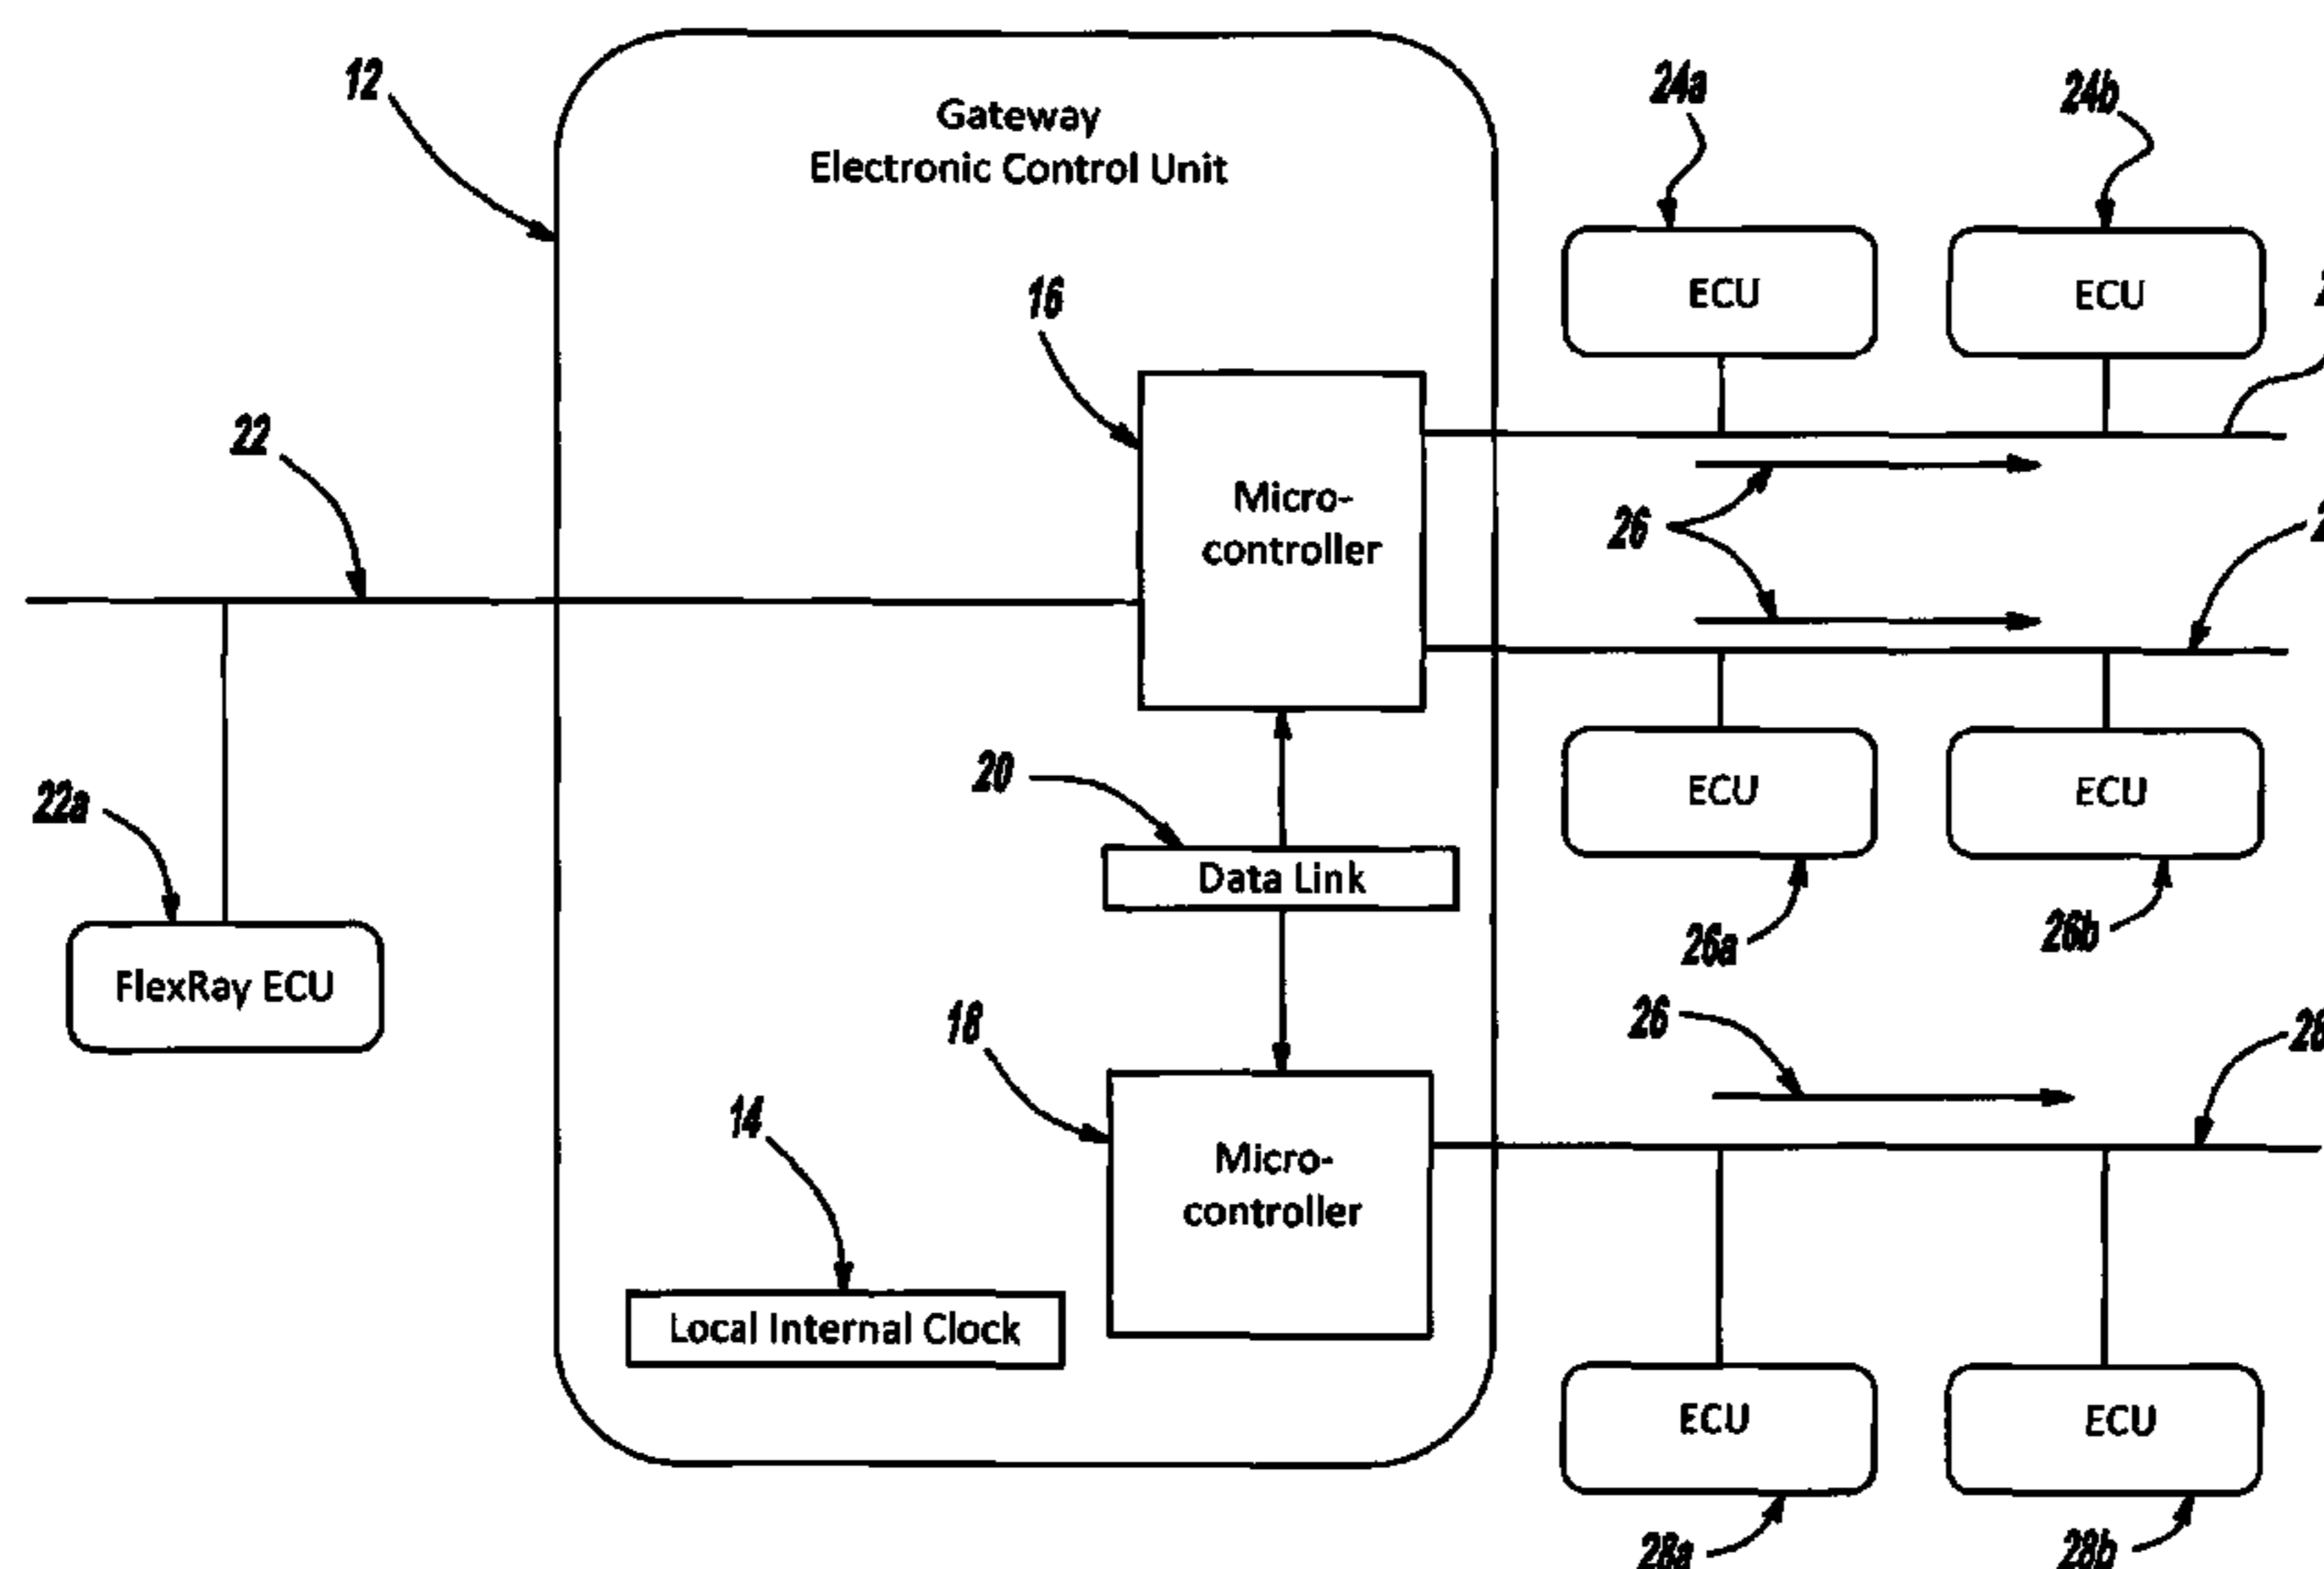 12
Gateway
Electronic Control Unit
24a
24b
16
ECU
ECU
22
Micro-
controller
26
20
22a
Data Link
ECU
ECU
26a
26b
FlexRay ECU
18
26
28
14
Micro-
controller
Local Internal Clock
ECU
ECU
28a
28b